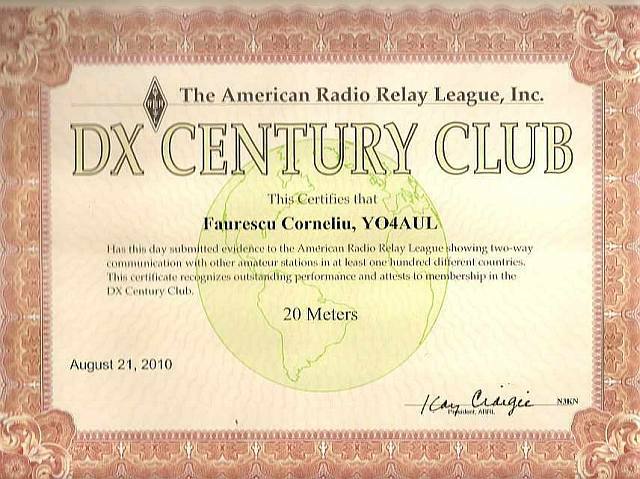 The American Radio Relay League, Inc.
DX CENTURY CLUB
This Certifies that
Faurescu Corneliu, YO4AUL
Has this day submitted evidence to the American Radio Relay League showing two-way
communication with other amateur stations in at least one hundred different countries.
This certificate recognizes outstanding performance and attests to membership in the
DX Century Club.
20 Meters
August 21, 2010
Kay Craigie N3KN
President, ARRL